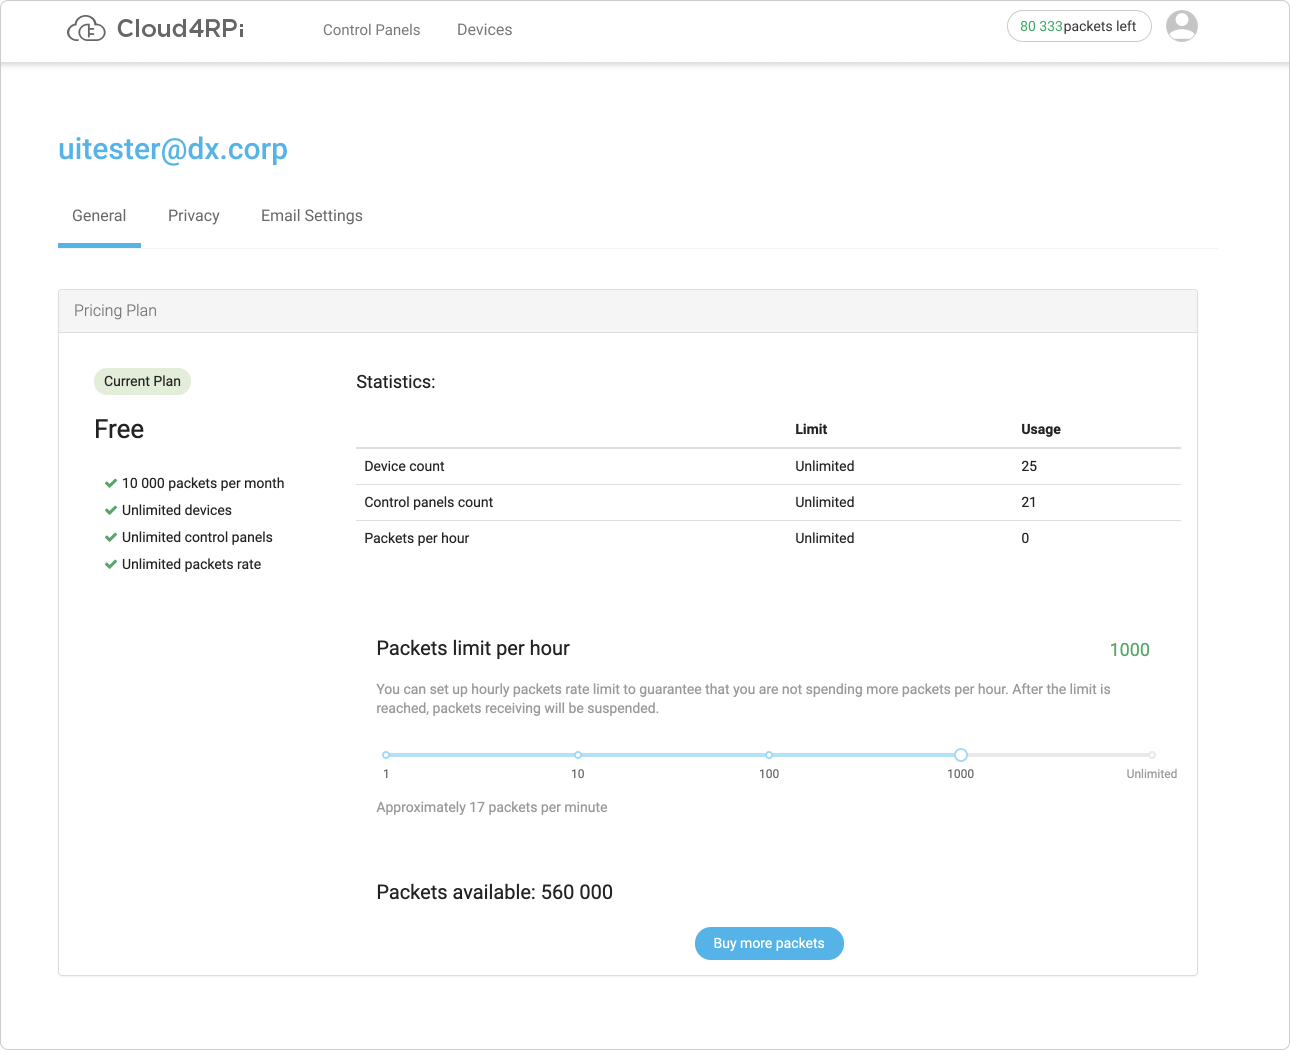 Cloud4RPi
Control Panels
Devices
80 333packets left
uitester@dx.corp
General
Privacy
Email Settings
Pricing Plan
Current Plan
Free
10 000 packets per month
Unlimited devices
Unlimited control panels
Unlimited packets rate
Statistics:
Limit Usage
Device count Unlimited 25
Control panels count Unlimited 21
Packets per hour Unlimited 0
Packets limit per hour 1000
You can set up hourly packets rate limit to guarantee that you are not spending more packets per hour. After the limit is
reached, packets receiving will be suspended.
1 10 100 1000 Unlimited
Approximately 17 packets per minute
Packets available: 560 000
Buy more packets